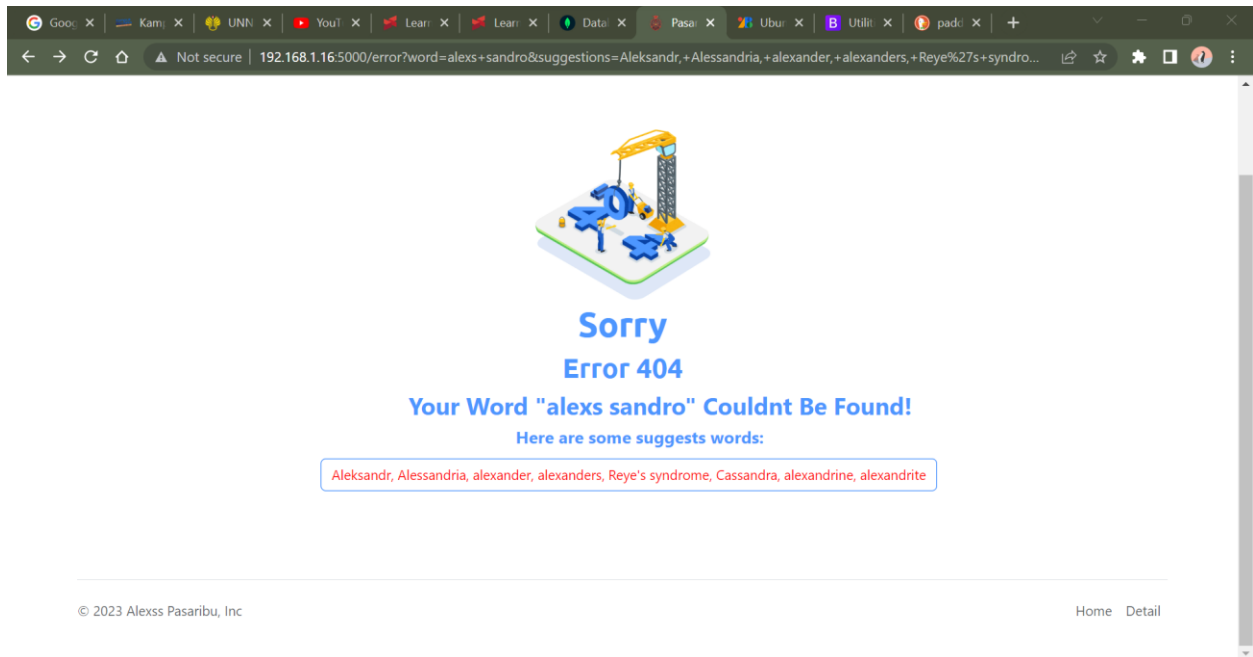 Goog Kam UNN YouT Learn Learn Data Pasar Ubun B Utiliti padd
Not secure 192.168.1.16:5000/error?word=alexs+sandro&suggestions=Aleksandr,+Alessandria,+alexander,+alexanders,+Reye%27s+syndro...
404
Sorry
Error 404
Your Word "alexs sandro" Couldnt Be Found!
Here are some suggests words:
Aleksandr, Alessandria, alexander, alexanders, Reye's syndrome, Cassandra, alexandrine, alexandrite
© 2023 Alexss Pasaribu, Inc
Home Detail